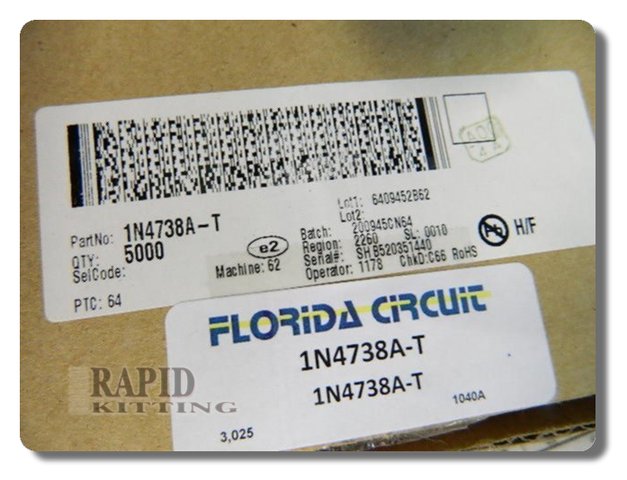 PartNo: 1N4738A-T
QTY: 5000
SelCode:
PTC: 64
e2
Machine: 62
Lot1: 6409452B62
Lot2:
Batch: 200945CN64
Region: 2260 SL: 0010
Serial#: SHB520351440
Operator: 1178 ChkD:C66 RoHS
Pb
H/F
FLORIDA CIRCUIT
1N4738A-T
1N4738A-T
3,025 1040A
RAPID
KITTING